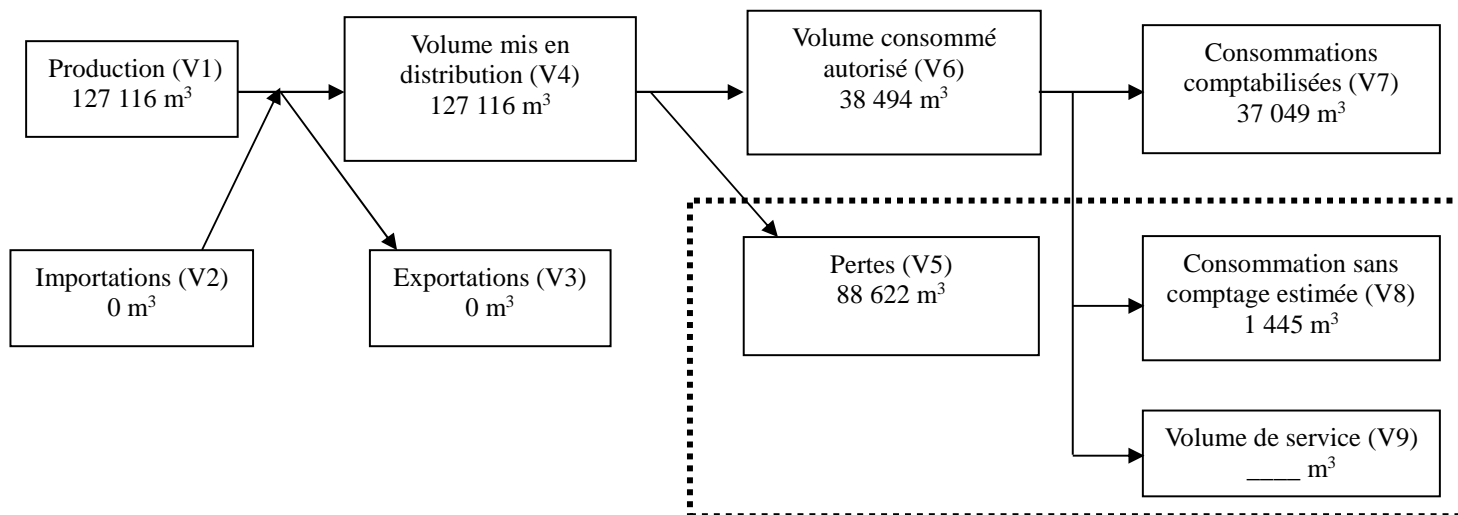 Production (V1)
127 116 m³
Volume mis en
distribution (V4)
127 116 m³
Volume consommé
autorisé (V6)
38 494 m³
Consommations
comptabilisées (V7)
37 049 m³
Importations (V2)
0 m³
Exportations (V3)
0 m³
Pertes (V5)
88 622 m³
Consommation sans
comptage estimée (V8)
1 445 m³
Volume de service (V9)
____ m³